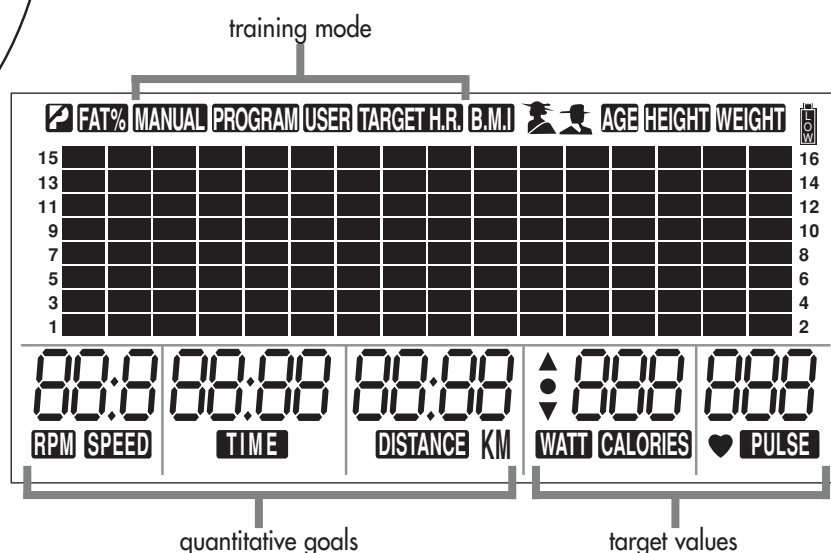 training mode
FAT% MANUAL PROGRAM USER TARGET H.R. B.M.I AGE HEIGHT WEIGHT LOW
15 16
13 14
11 12
9 10
7 8
5 6
3 4
1 2
88:8 88:88 88:88 888 888
RPM SPEED TIME DISTANCE KM WATT CALORIES PULSE
quantitative goals target values